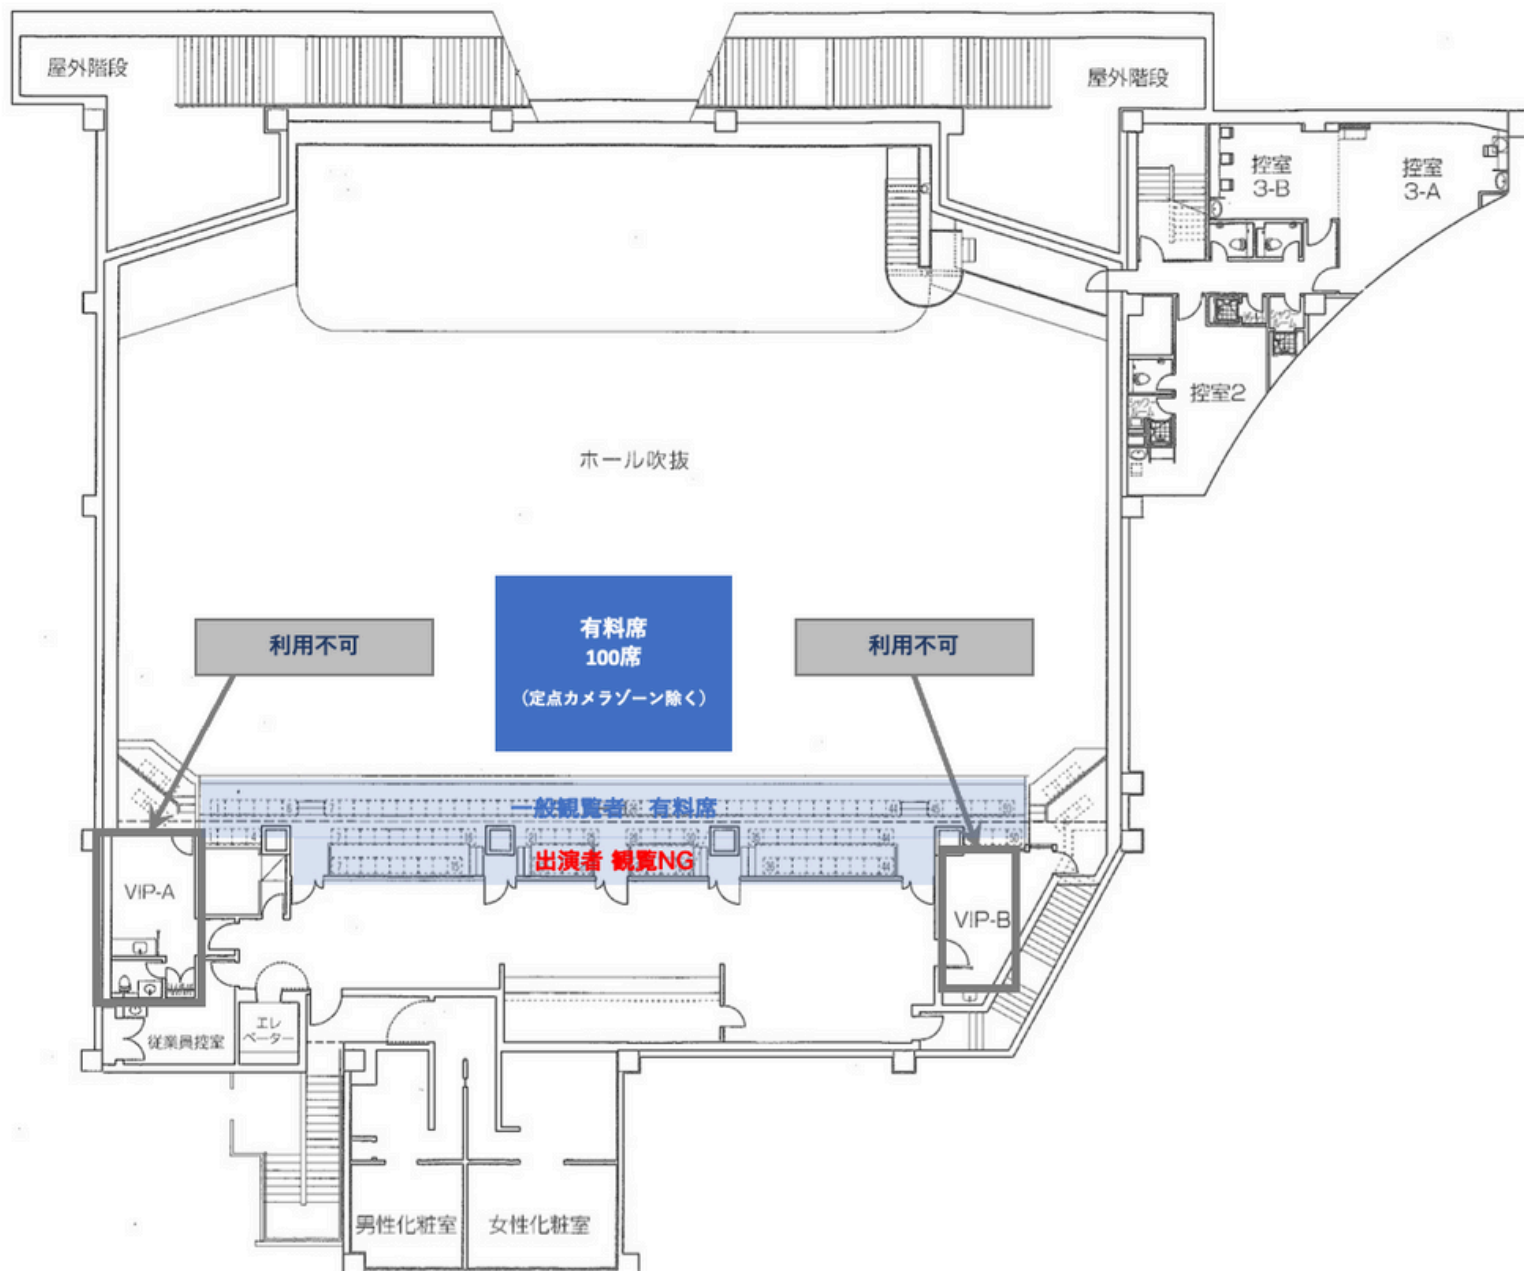 屋外階段
屋外階段
控室
3-B
控室
3-A
控室2
ホール吹抜
利用不可
有料席
100席
（定点カメラゾーン除く）
利用不可
一般観覧者　有料席
出演者 観覧NG
VIP-A
VIP-B
従業員控室
エレ
ベーター
男性化粧室
女性化粧室